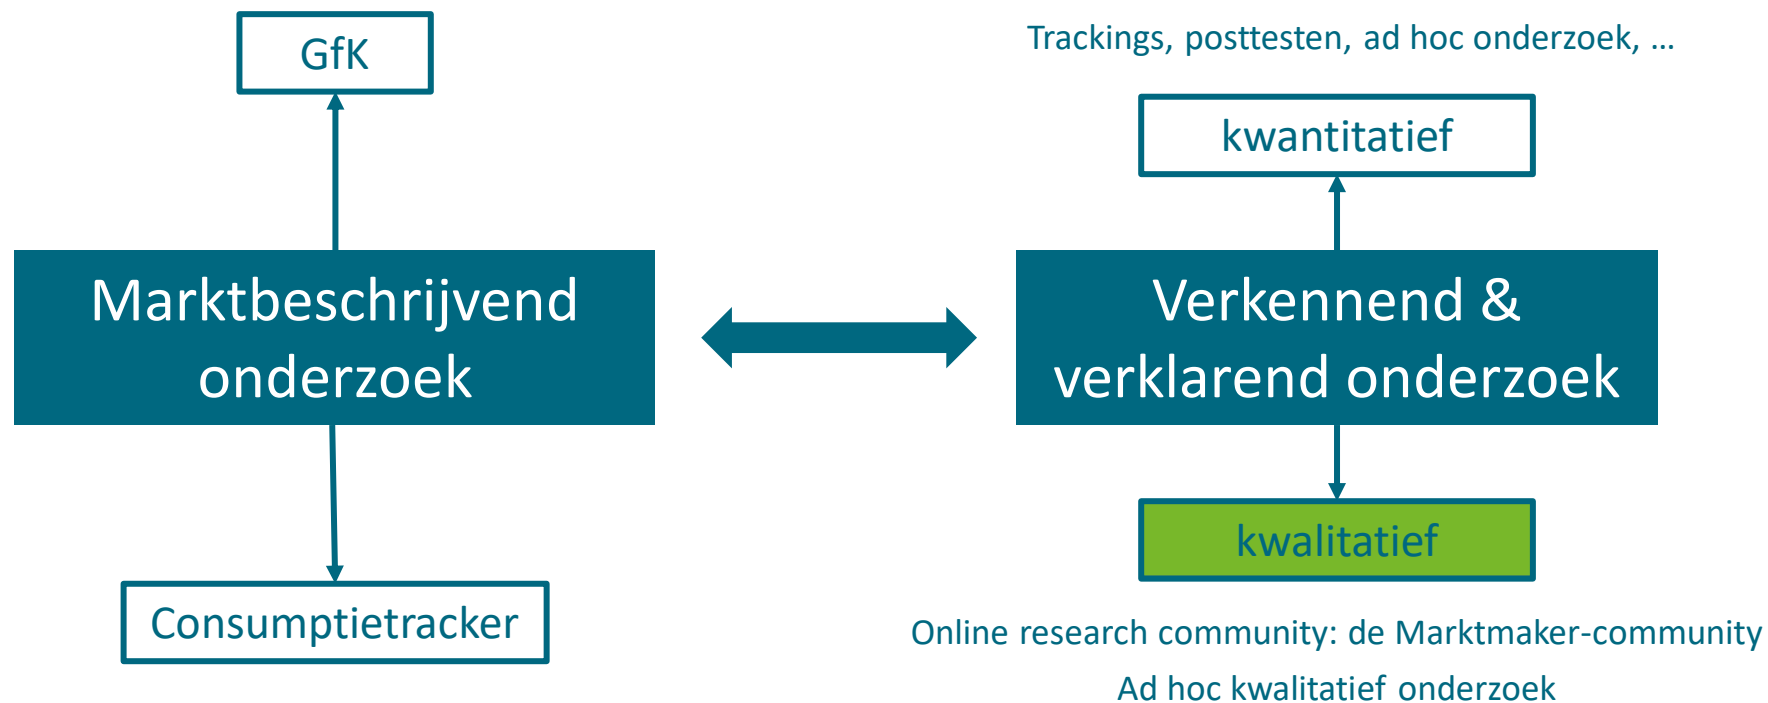 GfK
Marktbeschrijvend
onderzoek
Consumptietracker
Trackings, posttesten, ad hoc onderzoek, ...
kwantitatief
Verkennend &
verklarend onderzoek
kwalitatief
Online research community: de Marktmaker-community
Ad hoc kwalitatief onderzoek